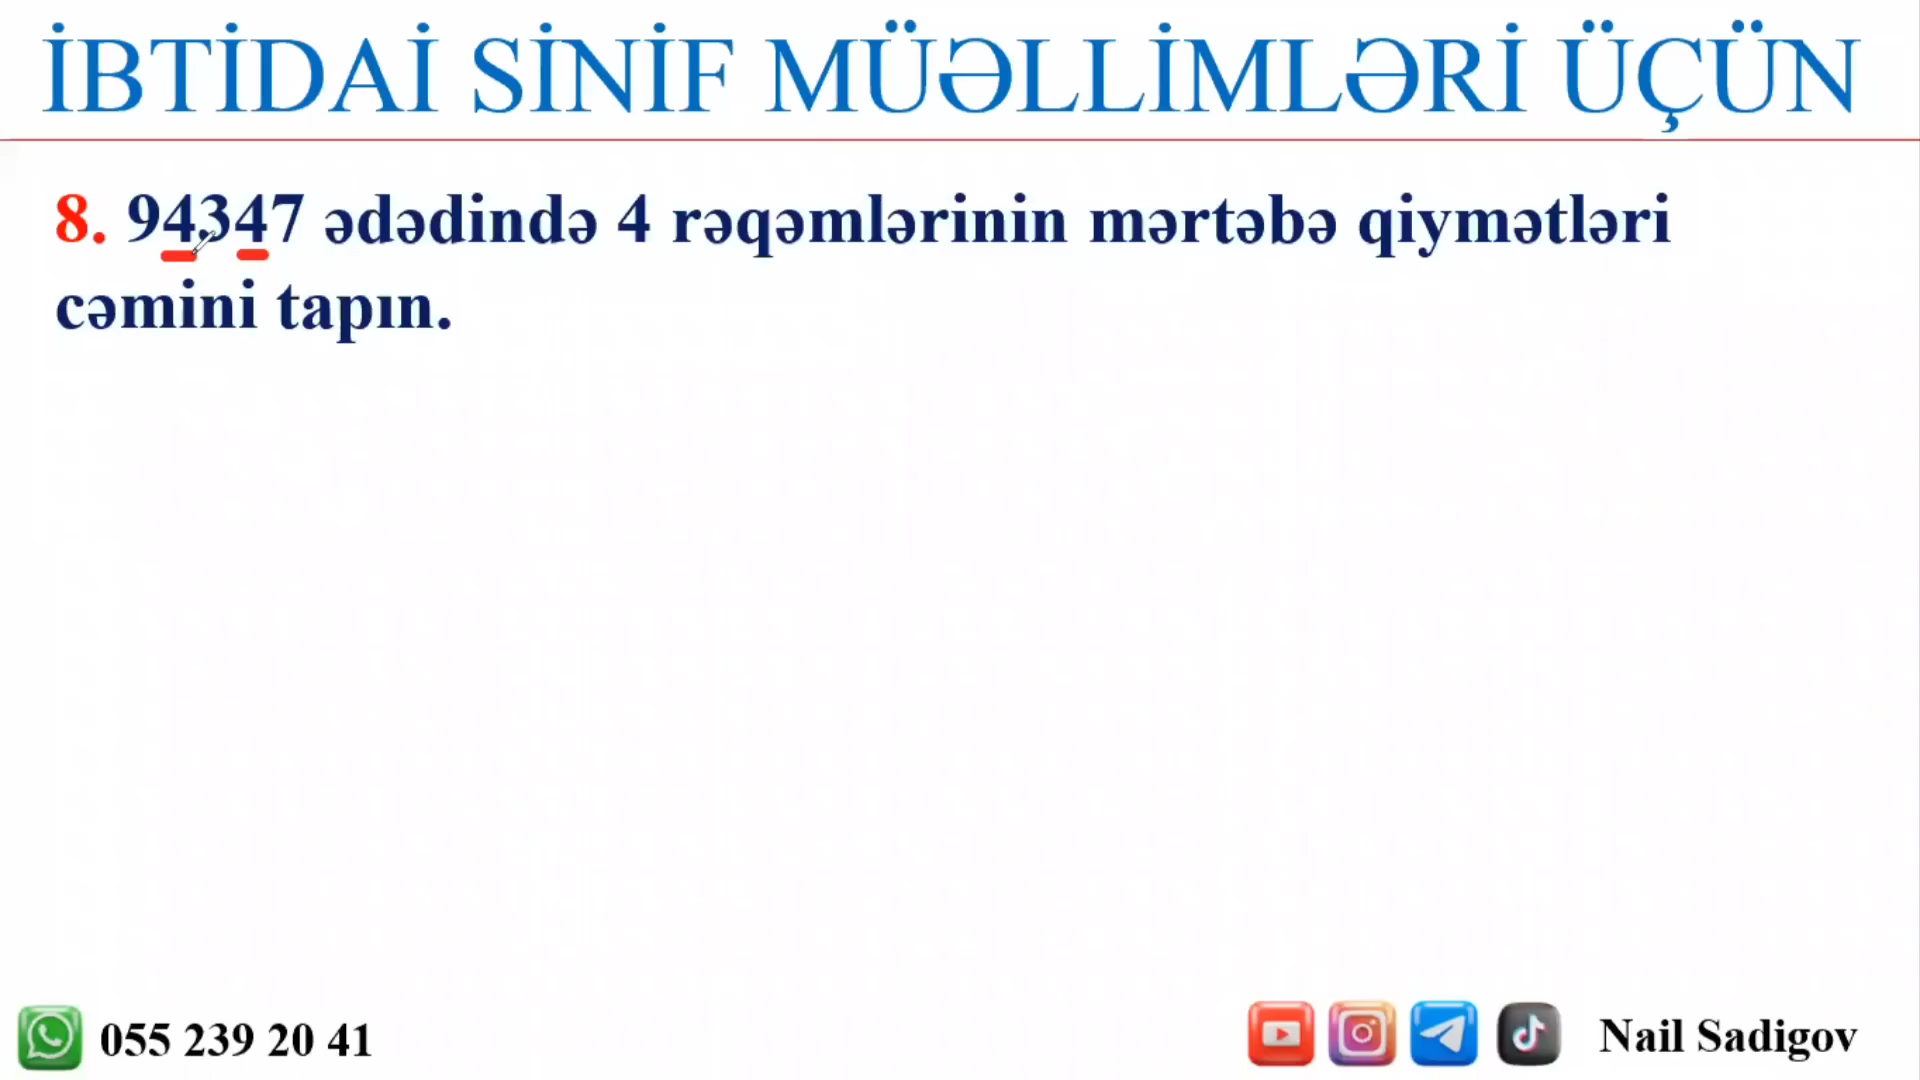 İBTİDAİ SİNİF MÜƏLLİMLƏRİ ÜÇÜN
8. 94347 ədədində 4 rəqəmlərinin mərtəbə qiymətləri
cəmini tapın.
055 239 20 41
Nail Sadigov